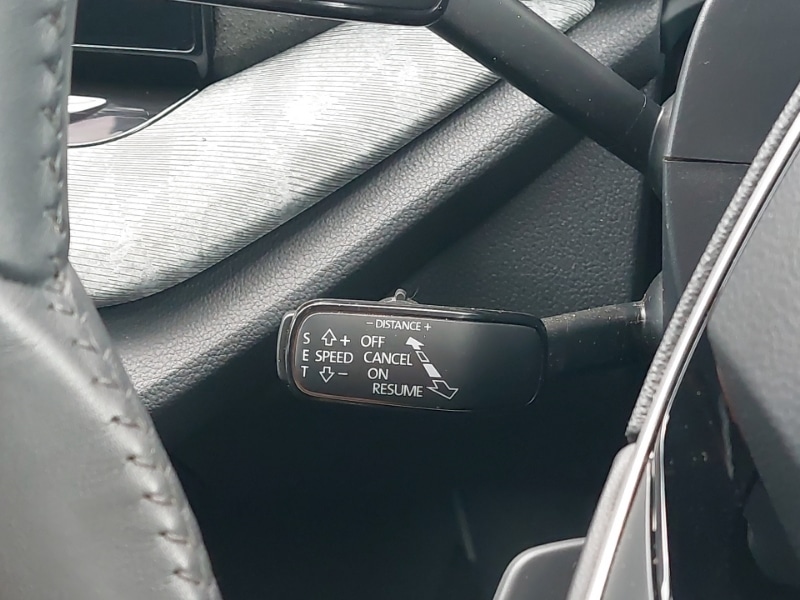 - DISTANCE +
S + OFF
E SPEED CANCEL
T - ON
RESUME